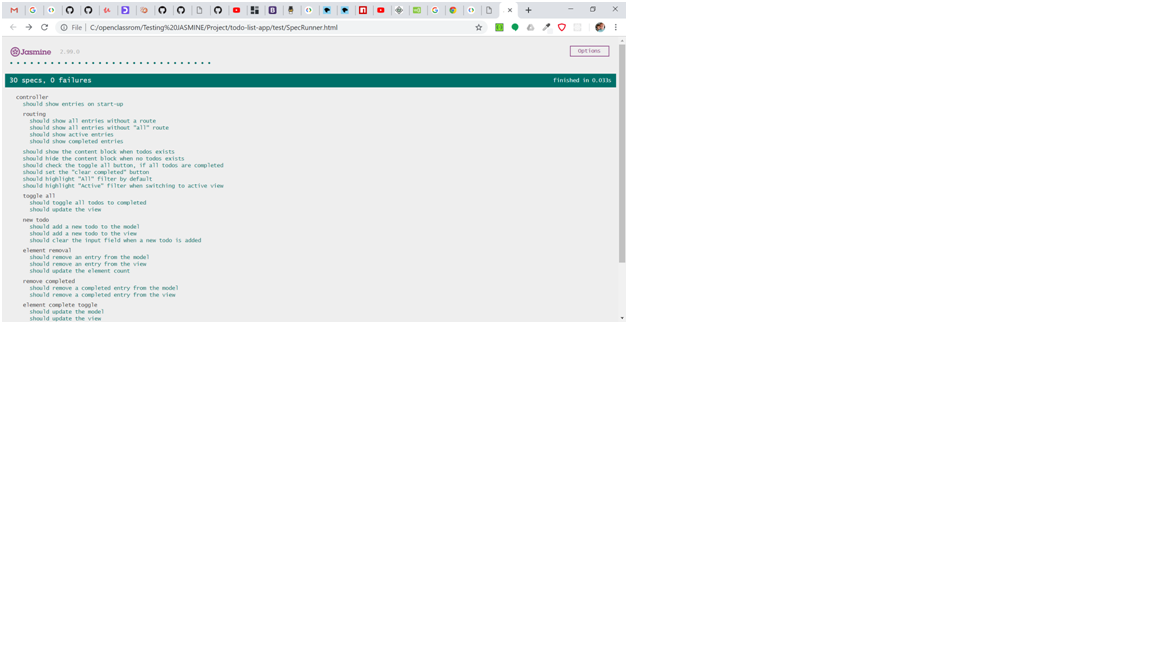 File C:/openclassrom/Testing%20JASMINE/Project/todo-list-app/test/SpecRunner.html
Jasmine 2.99.0
Options
30 specs, 0 failures
finished in 0.033s
controller
should show entries on start-up
routing
should show all entries without a route
should show all entries without "all" route
should show active entries
should show completed entries
should show the content block when todos exists
should hide the content block when no todos exists
should check the toggle all button, if all todos are completed
should set the "clear completed" button
should highlight "All" filter by default
should highlight "Active" filter when switching to active view
toggle all
should toggle all todos to completed
should update the view
new todo
should add a new todo to the model
should add a new todo to the view
should clear the input field when a new todo is added
element removal
should remove an entry from the model
should remove an entry from the view
should update the element count
remove completed
should remove a completed entry from the model
should remove a completed entry from the view
element complete toggle
should update the model
should update the view